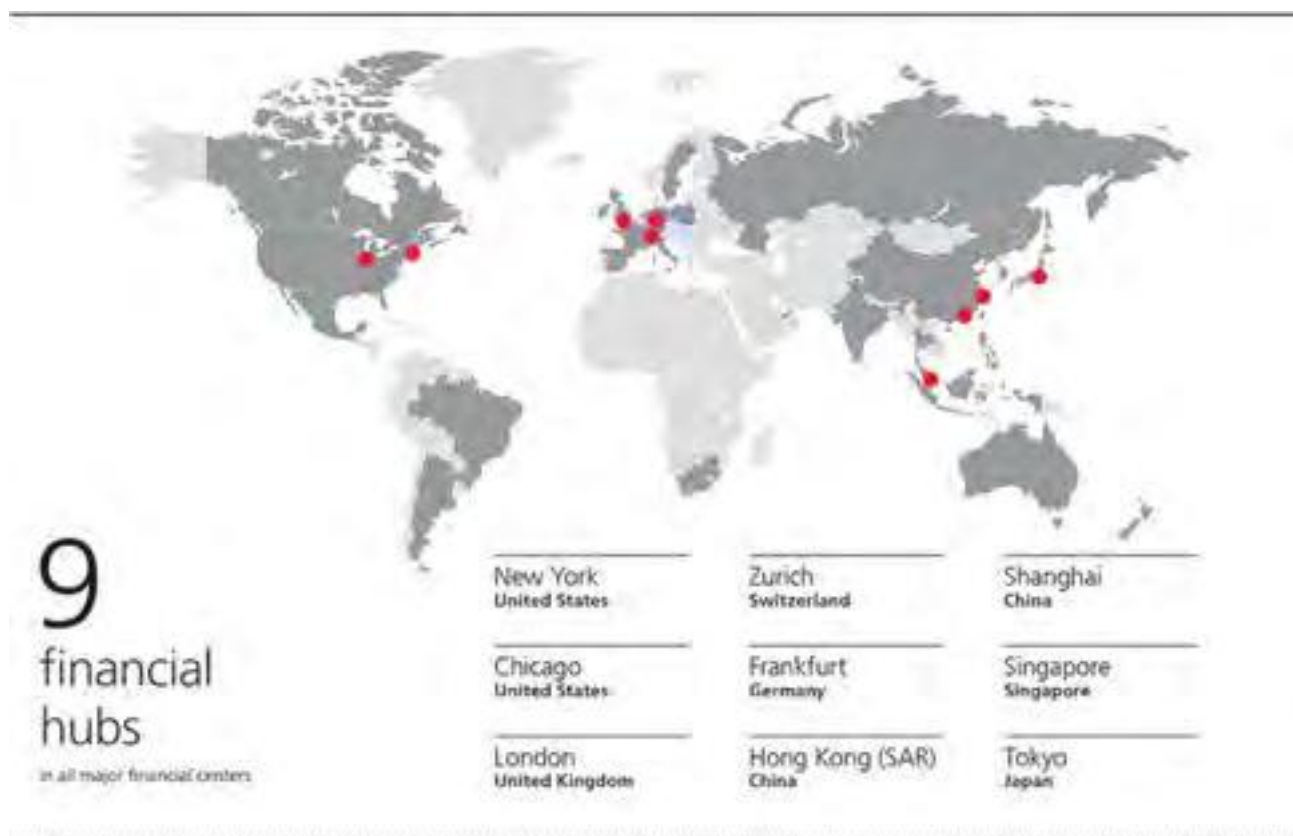 9
financial
hubs
in all major financial centers
New York
United States
Zurich
Switzerland
Shanghai
China
Chicago
United States
Frankfurt
Germany
Singapore
Singapore
London
United Kingdom
Hong Kong (SAR)
China
Tokyo
Japan